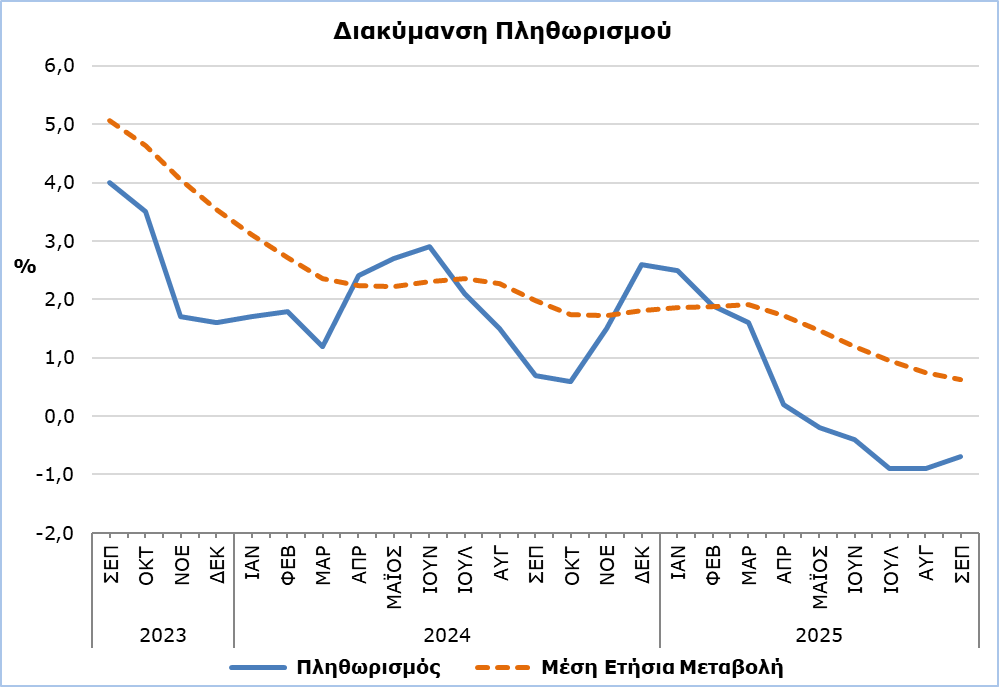 Διακύμανση Πληθωρισμού
6,0
5,0
4,0
3,0
%
2,0
1,0
0,0
-1,0
-2,0
ΣΕΠ ΟΚΤ ΝΟΕ ΔΕΚ ΙΑΝ ΦΕΒ ΜΑΡ ΑΠΡ ΜΑΪΟΣ ΙΟΥΝ ΙΟΥΛ ΑΥΓ ΣΕΠ ΟΚΤ ΝΟΕ ΔΕΚ ΙΑΝ ΦΕΒ ΜΑΡ ΑΠΡ ΜΑΪΟΣ ΙΟΥΝ ΙΟΥΛ ΑΥΓ ΣΕΠ
2023 2024 2025
Πληθωρισμός Μέση Ετήσια Μεταβολή